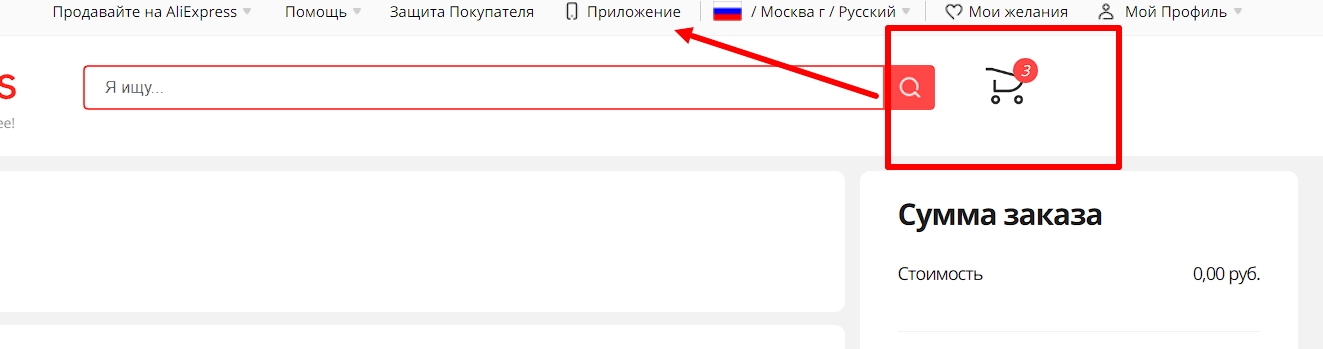 Продавайте на AliExpress Помощь Защита Покупателя Приложение / Москва г / Русский Мои желания Мой Профиль
3
s Я ищу...
ee!
Сумма заказа
Стоимость 0,00 руб.